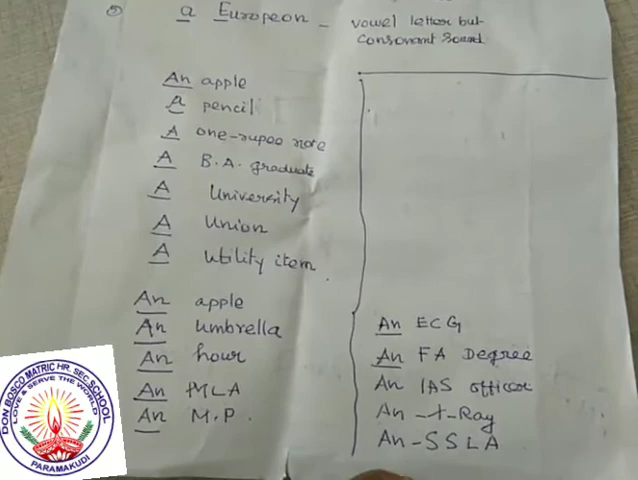 a European - vowel letter but
consonant sound
An apple
a pencil
A one-rupee note
A B.A. graduate
A University
A Union
A utility item
An apple
An umbrella
An hour
An MLA
An M.P.
An ECG
An FA Degree
An IAS officer
An -X-Ray
An -SSLA
DON BOSCO MATRIC HR. SEC SCHOOL
LOVE & SERVE THE WORLD
PARAMAKUDI